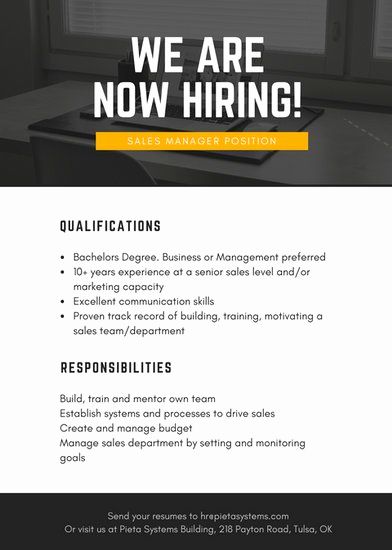 WE ARE
NOW HIRING!
SALES MANAGER POSITION
QUALIFICATIONS
• Bachelors Degree. Business or Management preferred
• 10+ years experience at a senior sales level and/or
marketing capacity
• Excellent communication skills
• Proven track record of building, training, motivating a
sales team/department
RESPONSIBILITIES
Build, train and mentor own team
Establish systems and processes to drive sales
Create and manage budget
Manage sales department by setting and monitoring
goals
Send your resumes to hr@pietasystems.com
Or visit us at Pieta Systems Building, 218 Payton Road, Tulsa, OK